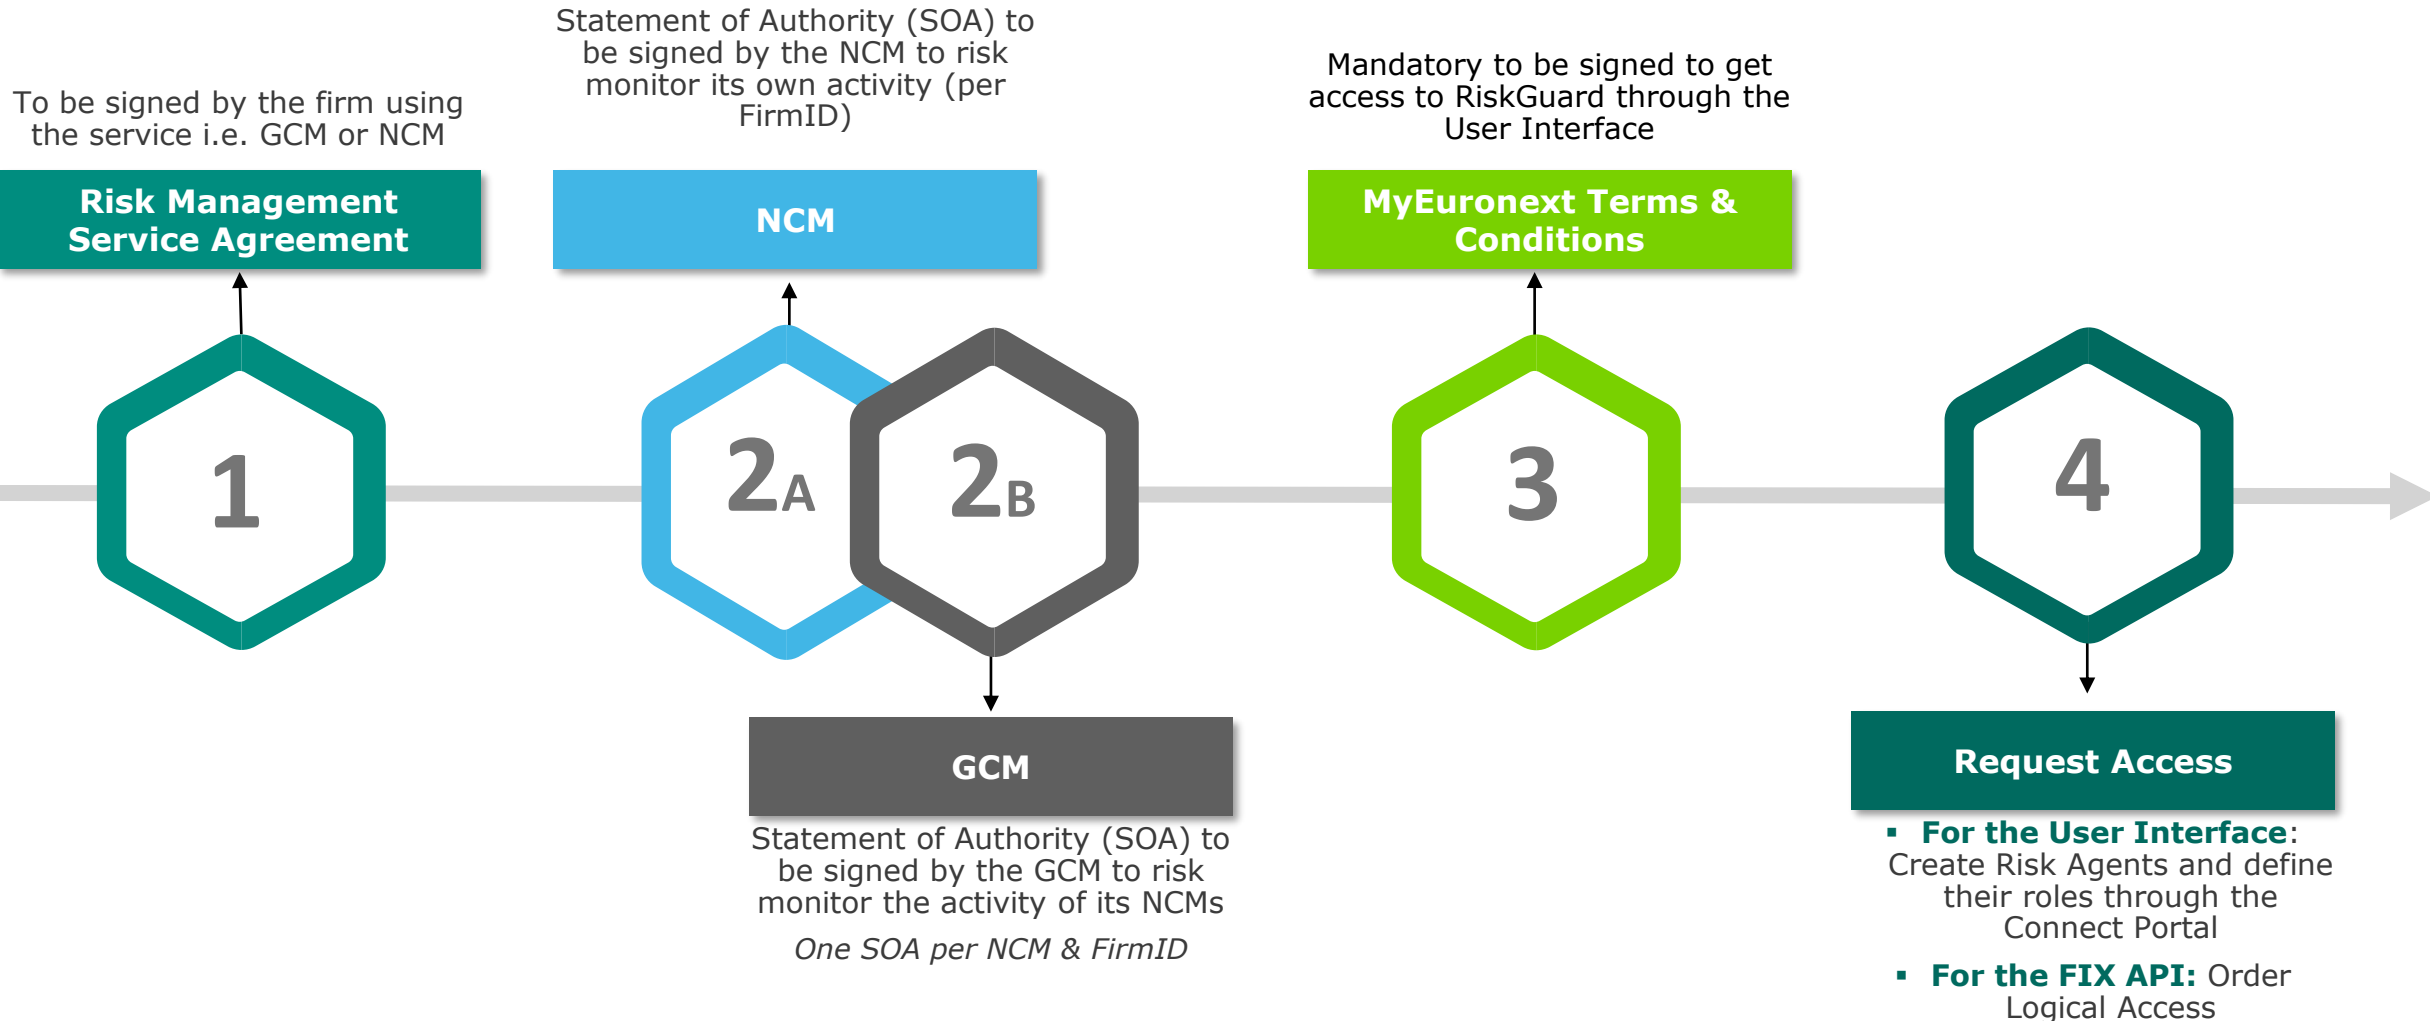 To be signed by the firm using
the service i.e. GCM or NCM
Risk Management
Service Agreement
1
Statement of Authority (SOA) to
be signed by the NCM to risk
monitor its own activity (per
FirmID)
NCM
2A
2B
GCM
Statement of Authority (SOA) to
be signed by the GCM to risk
monitor the activity of its NCMs
One SOA per NCM & FirmID
Mandatory to be signed to get
access to RiskGuard through the
User Interface
MyEuronext Terms &
Conditions
3
4
Request Access
▪ For the User Interface:
Create Risk Agents and define
their roles through the
Connect Portal
▪ For the FIX API: Order
Logical Access